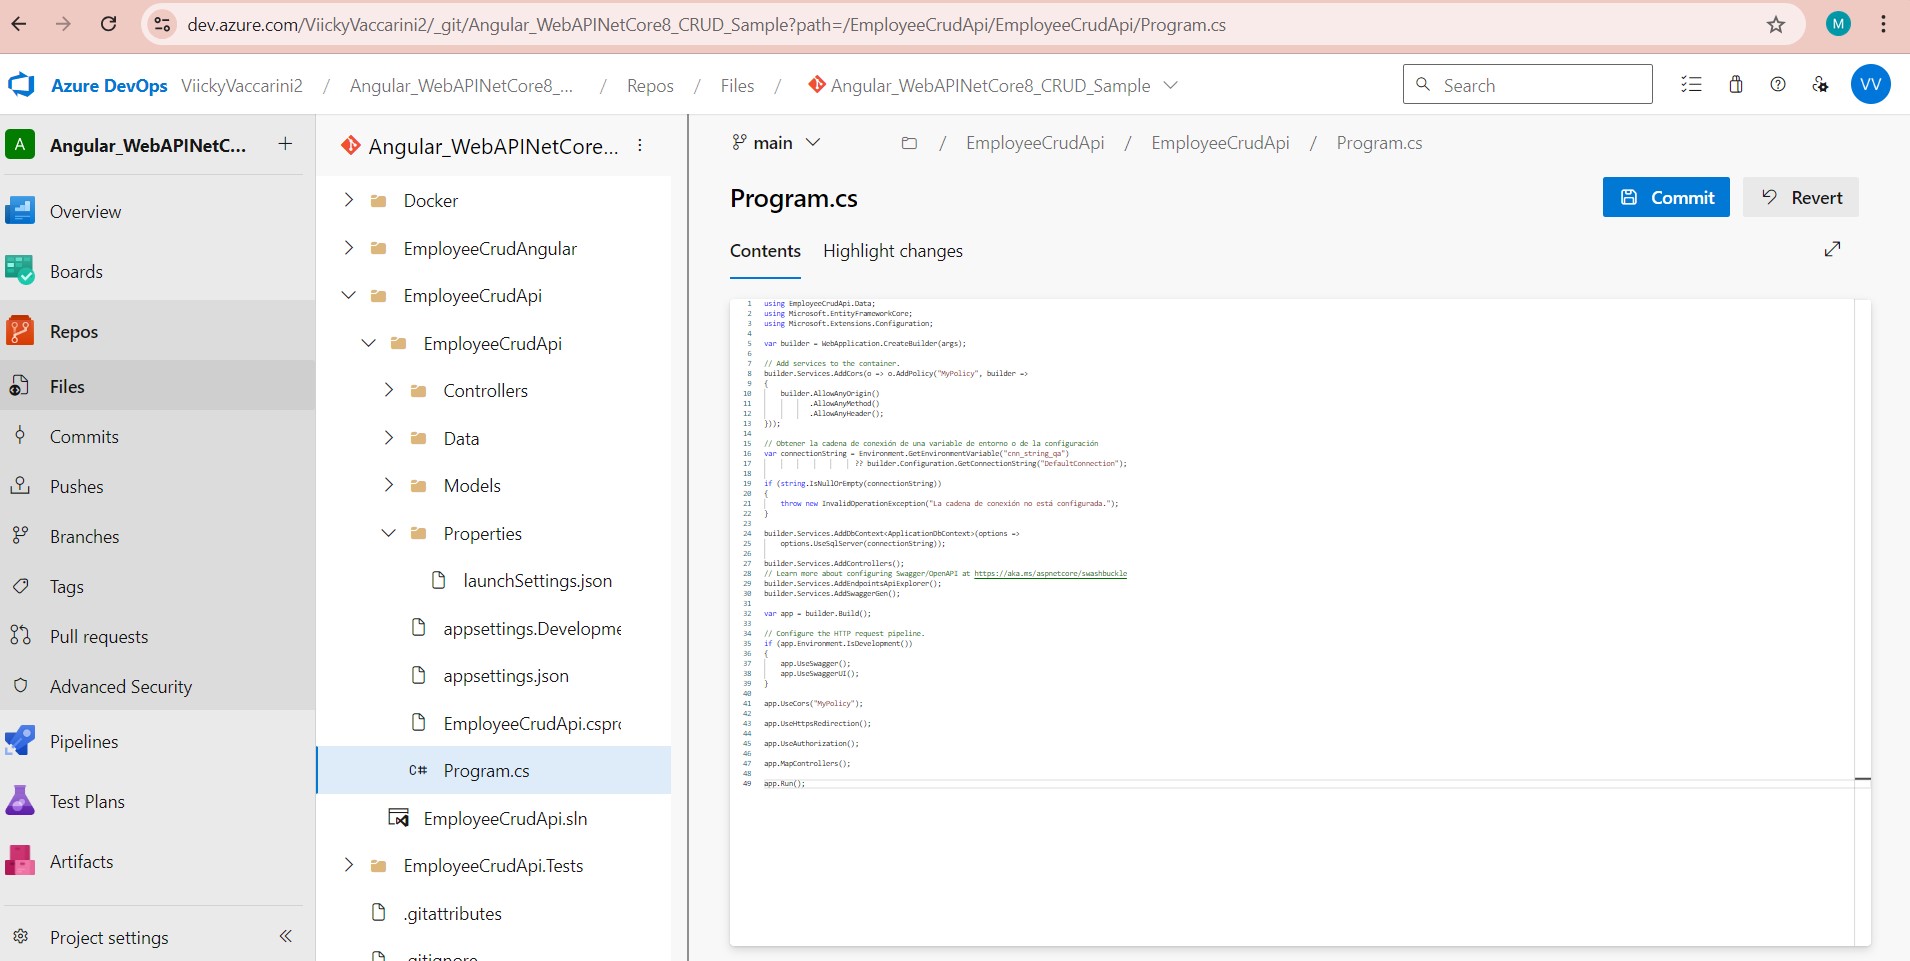 dev.azure.com/ViickyVaccarini2/_git/Angular_WebAPINetCore8_CRUD_Sample?path=/EmployeeCrudApi/EmployeeCrudApi/Program.cs
M
Azure DevOps ViickyVaccarini2 / Angular_WebAPINetCore8_... / Repos / Files / Angular_WebAPINetCore8_CRUD_Sample
Search
VV
A Angular_WebAPINetC... +
Overview
Boards
Repos
Files
Commits
Pushes
Branches
Tags
Pull requests
Advanced Security
Pipelines
Test Plans
Artifacts
Project settings
Angular_WebAPINetCore...
Docker
EmployeeCrudAngular
EmployeeCrudApi
EmployeeCrudApi
Controllers
Data
Models
Properties
launchSettings.json
appsettings.Developme
appsettings.json
EmployeeCrudApi.cspro
C# Program.cs
EmployeeCrudApi.sln
EmployeeCrudApi.Tests
.gitattributes
.gitignore
main
/ EmployeeCrudApi / EmployeeCrudApi / Program.cs
Program.cs
Commit Revert
Contents Highlight changes
1 using EmployeeCrudApi.Data;
2 using Microsoft.EntityFrameworkCore;
3 using Microsoft.Extensions.Configuration;
4
5 var builder = WebApplication.CreateBuilder(args);
6
7 // Add services to the container.
8 builder.Services.AddCors(o => o.AddPolicy("MyPolicy", builder =>
9 {
10 builder.AllowAnyOrigin()
11 .AllowAnyMethod()
12 .AllowAnyHeader();
13 }));
14
15 // Obtener la cadena de conexión de una variable de entorno o de la configuración
16 var connectionString = Environment.GetEnvironmentVariable("cnn_string_qa")
17 ?? builder.Configuration.GetConnectionString("DefaultConnection");
18
19 if (string.IsNullOrEmpty(connectionString))
20 {
21 throw new InvalidOperationException("La cadena de conexión no está configurada.");
22 }
23
24 builder.Services.AddDbContext<ApplicationDbContext>(options =>
25 options.UseSqlServer(connectionString));
26
27 builder.Services.AddControllers();
28 // Learn more about configuring Swagger/OpenAPI at https://aka.ms/aspnetcore/swashbuckle
29 builder.Services.AddEndpointsApiExplorer();
30 builder.Services.AddSwaggerGen();
31
32 var app = builder.Build();
33
34 // Configure the HTTP request pipeline.
35 if (app.Environment.IsDevelopment())
36 {
37 app.UseSwagger();
38 app.UseSwaggerUI();
39 }
40
41 app.UseCors("MyPolicy");
42
43 app.UseHttpsRedirection();
44
45 app.UseAuthorization();
46
47 app.MapControllers();
48
49 app.Run();